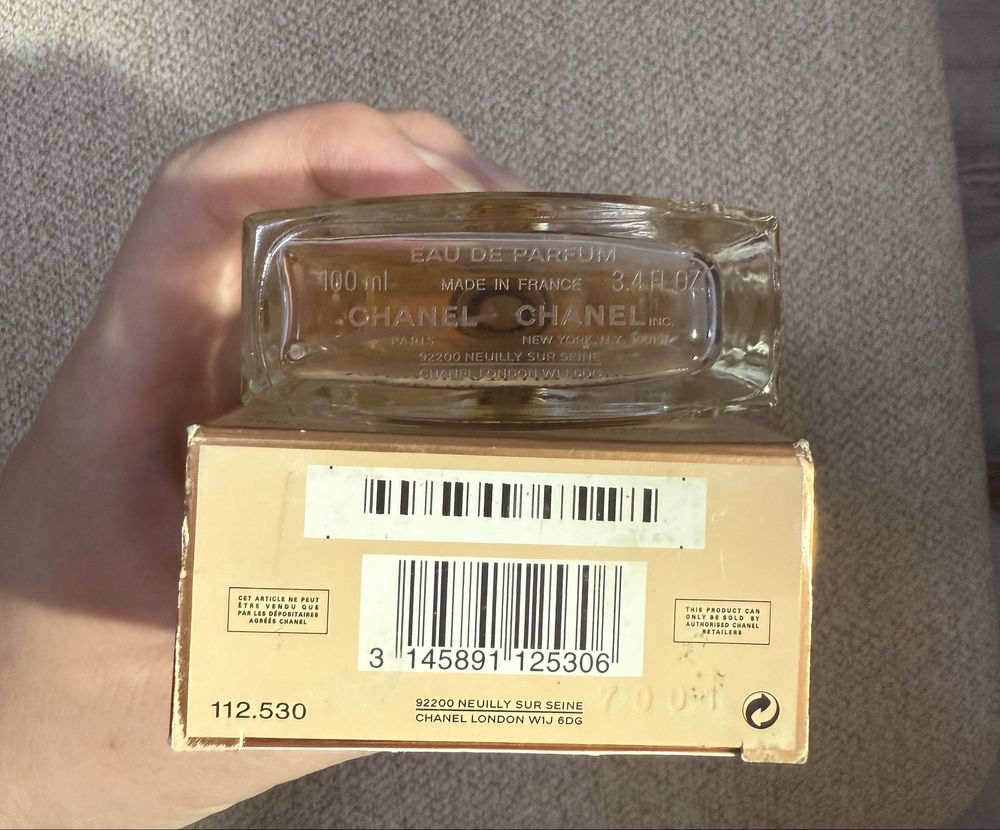 EAU DE PARFUM
100 ml MADE IN FRANCE 3.4 FL OZ
CHANEL CHANEL INC.
PARIS NEW YORK, N.Y.
92200 NEUILLY SUR SEINE
CHANEL LONDON W1J 6DG
CET ARTICLE NE PEUT
ÊTRE VENDU QUE
PAR LES DÉPOSITAIRES
AGRÉÉS CHANEL
THIS PRODUCT CAN
ONLY BE SOLD BY
AUTHORISED CHANEL
RETAILERS
3 145891 125306
112.530
92200 NEUILLY SUR SEINE
CHANEL LONDON W1J 6DG
7001